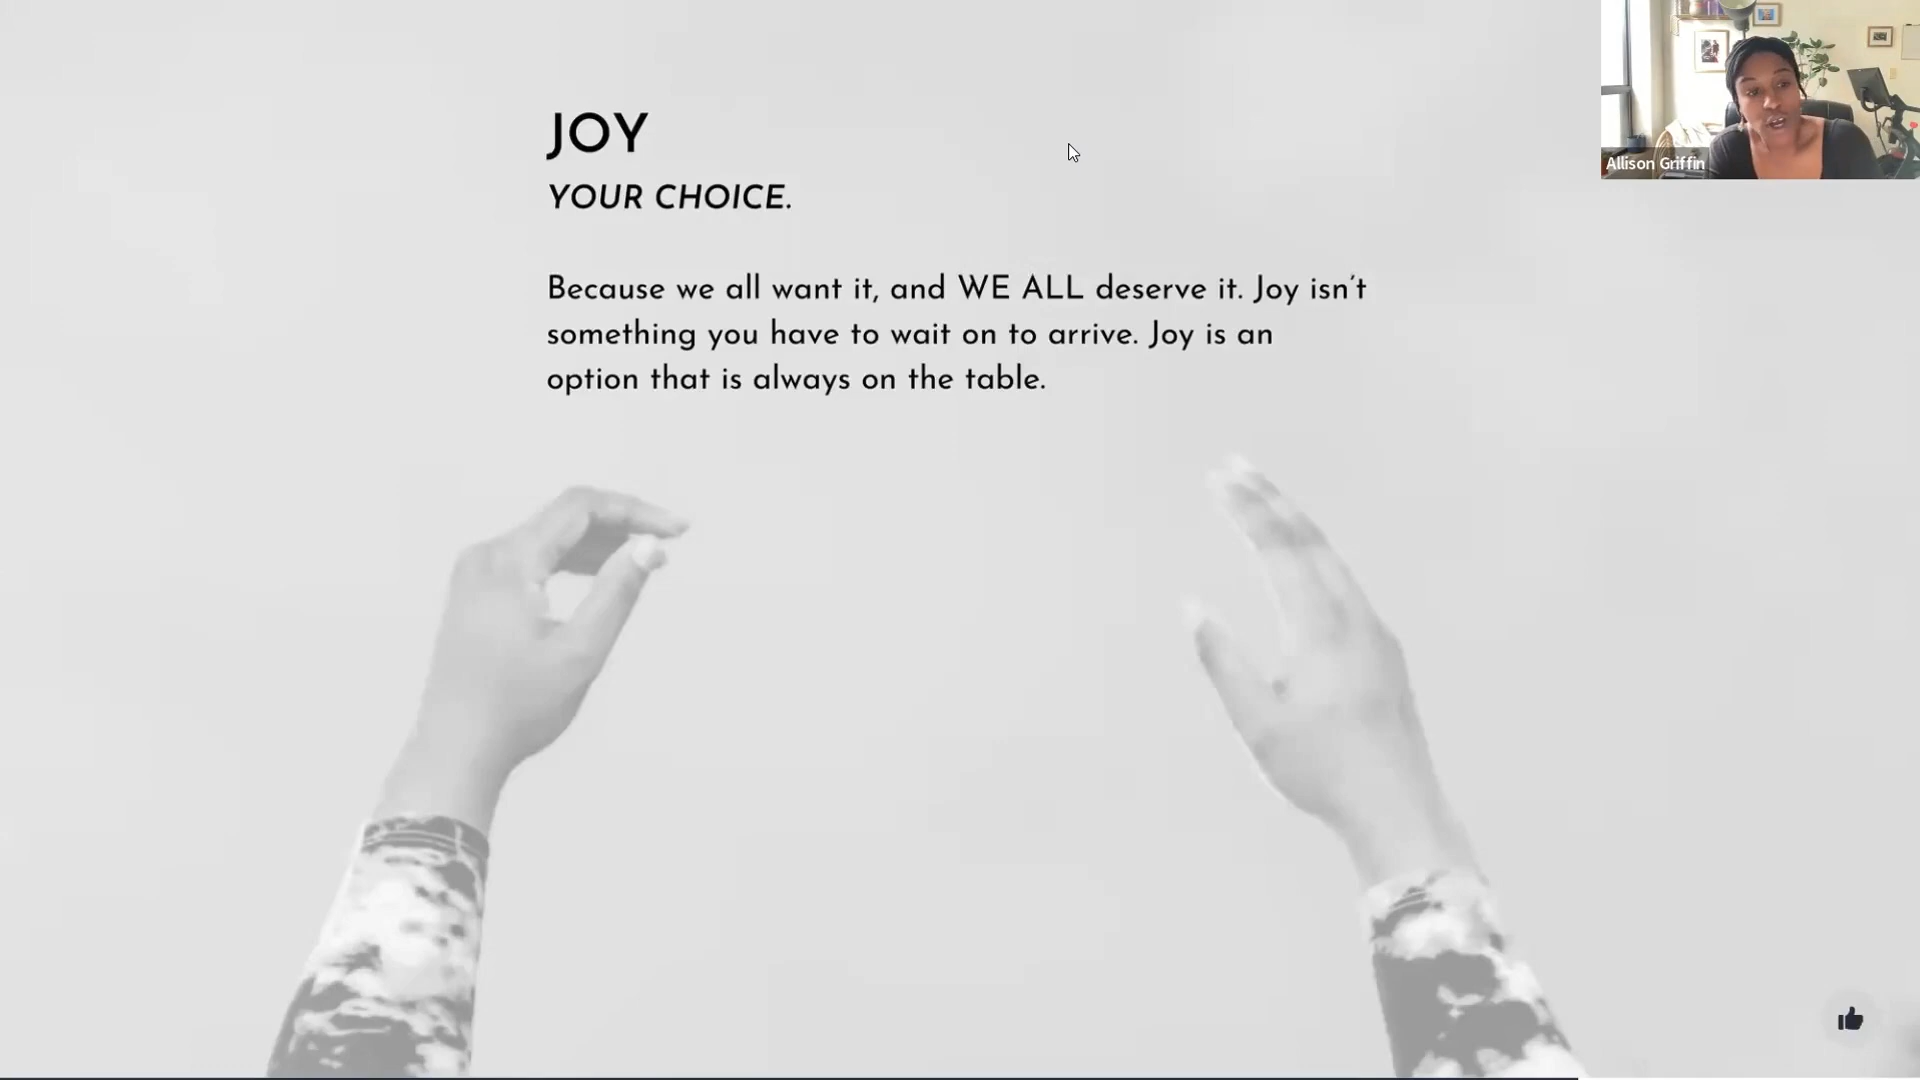 JOY
YOUR CHOICE.
Because we all want it, and WE ALL deserve it. Joy isn't
something you have to wait on to arrive. Joy is an
option that is always on the table.
Allison Griffin